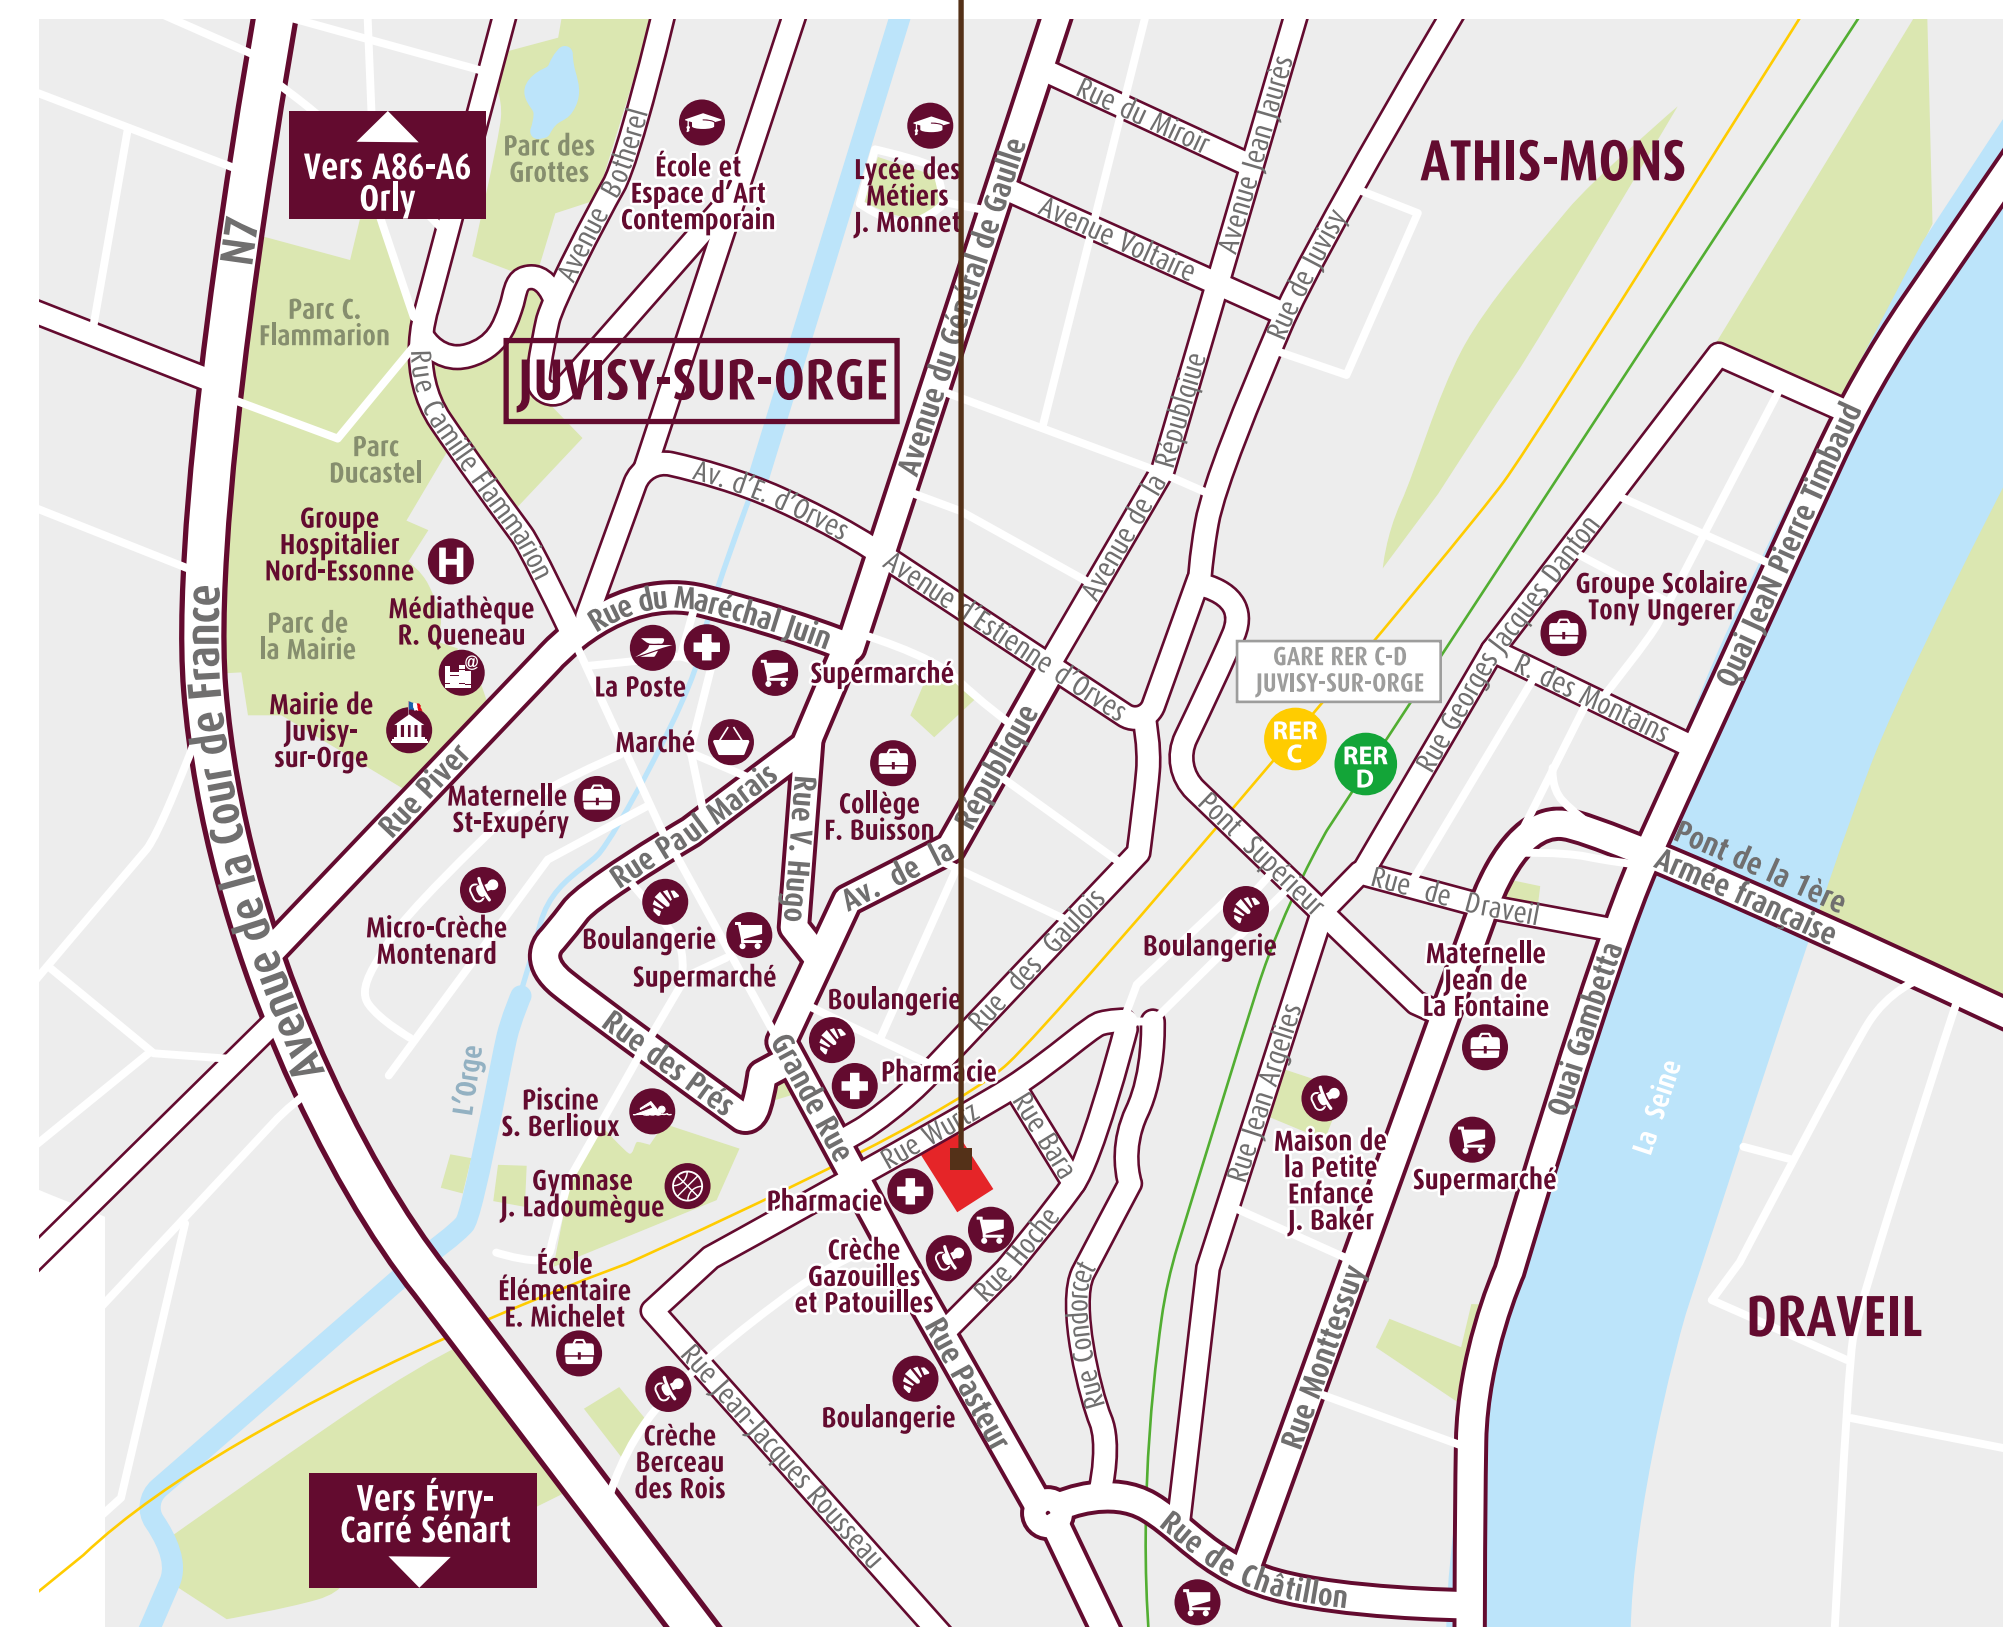 Vers A86-A6
Orly
N7
Parc des
Grottes
Avenue Botherel
École et
Espace d'Art
Contemporain
Lycée des
Métiers
J. Monnet
Avenue du Général de Gaulle
Rue du Miroir
Avenue Jean Jaurès
Avenue Voltaire
Rue de Juvisy
ATHIS-MONS
Parc C.
Flammarion
JUVISY-SUR-ORGE
Rue Camille Flammarion
Parc
Ducastel
Av. d'E. d'Orves
Avenue de la République
Avenue d'Estienne d'Orves
Groupe
Hospitalier
Nord-Essonne
H
Médiathèque
R. Queneau
@
Parc de
la Mairie
Mairie de
Juvisy-
sur-Orge
Rue du Maréchal Juin
La Poste
Supermarché
Marché
Collège
F. Buisson
Rue Piver
Maternelle
St-Exupéry
Rue Paul Marais
Rue V. Hugo
Av. de la République
GARE RER C-D
JUVISY-SUR-ORGE
RER
C
RER
D
Rue Georges Jacques Danton
Groupe Scolaire
Tony Ungerer
R. des Montains
Quai JeaN Pierre Timbaud
Pont Supérieur
Rue de Draveil
Pont de la 1ère
Armée française
Avenue de la Cour de France
Micro-Crèche
Montenard
Boulangerie
Supermarché
Boulangerie
Rue des Gaulois
Boulangerie
Maternelle
Jean de
La Fontaine
Quai Gambetta
L'Orge
Rue des Prés
Grande Rue
Pharmacie
Piscine
S. Berlioux
Rue Wurtz
Rue Bara
Rue Jean Argelies
Maison de
la Petite
Enfance
J. Baker
Supermarché
La Seine
Gymnase
J. Ladoumègue
Pharmacie
Crèche
Gazouilles
et Patouilles
Rue Hoche
Rue Condorcet
École
Élémentaire
E. Michelet
Rue Pasteur
Rue Montessuy
DRAVEIL
Rue Jean-Jacques Rousseau
Boulangerie
Crèche
Berceau
des Rois
Vers Évry-
Carré Sénart
Rue de Châtillon